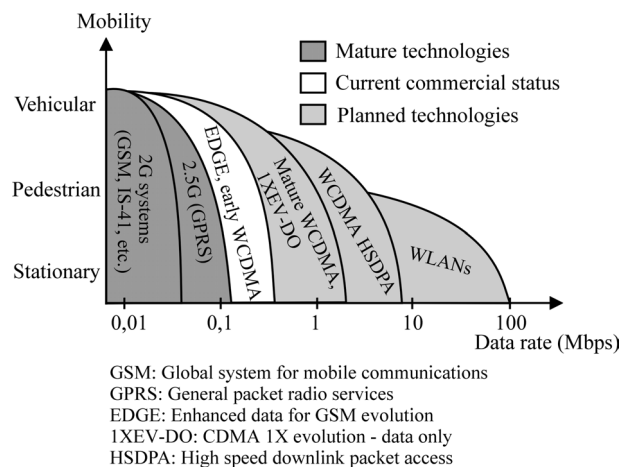 Mobility
Mature technologies
Current commercial status
Planned technologies
Vehicular
Pedestrian
Stationary
2G systems
(GSM, IS-41, etc.)
2.5G (GPRS)
EDGE, early WCDMA
Mature WCDMA,
1XEV-DO
WCDMA HSDPA
WLANs
0,01
0,1
1
10
100
Data rate (Mbps)
GSM: Global system for mobile communications
GPRS: General packet radio services
EDGE: Enhanced data for GSM evolution
1XEV-DO: CDMA 1X evolution - data only
HSDPA: High speed downlink packet access